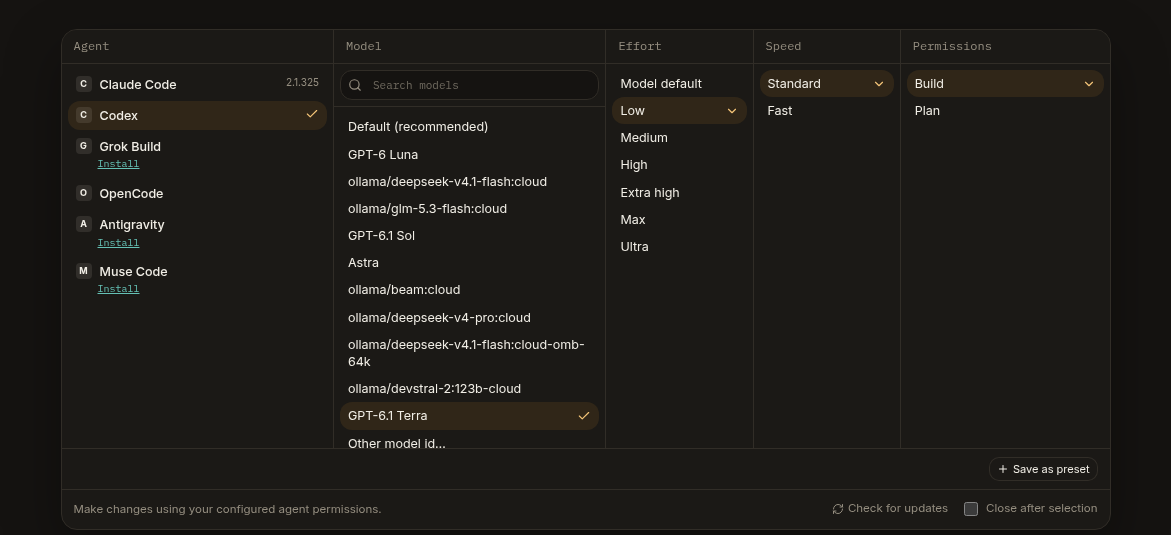 Agent
Model
Effort
Speed
Permissions
C Claude Code 2.1.325
C Codex
G Grok Build
Install
O OpenCode
A Antigravity
Install
M Muse Code
Install
Search models
Default (recommended)
GPT-6 Luna
ollama/deepseek-v4.1-flash:cloud
ollama/glm-5.3-flash:cloud
GPT-6.1 Sol
Astra
ollama/beam:cloud
ollama/deepseek-v4-pro:cloud
ollama/deepseek-v4.1-flash:cloud-omb-
64k
ollama/devstral-2:123b-cloud
GPT-6.1 Terra
Other model id...
Model default
Low
Medium
High
Extra high
Max
Ultra
Standard
Fast
Build
Plan
+ Save as preset
Make changes using your configured agent permissions.
Check for updates
Close after selection